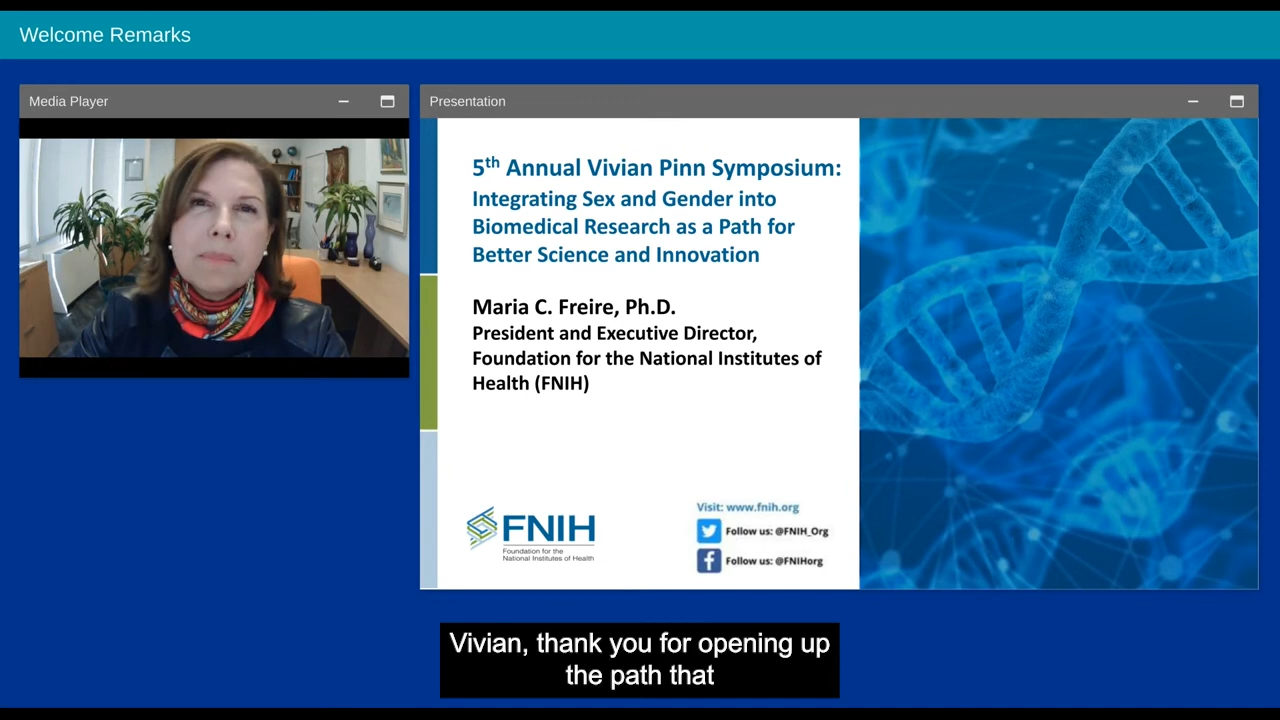 Welcome Remarks
Media Player
Presentation
5th Annual Vivian Pinn Symposium:
Integrating Sex and Gender into
Biomedical Research as a Path for
Better Science and Innovation
Maria C. Freire, Ph.D.
President and Executive Director,
Foundation for the National Institutes of
Health (FNIH)
FNIH
Foundation for the
National Institutes of Health
Visit: www.fnih.org
Follow us: @FNIH_Org
Follow us: @FNIHorg
Vivian, thank you for opening up
the path that